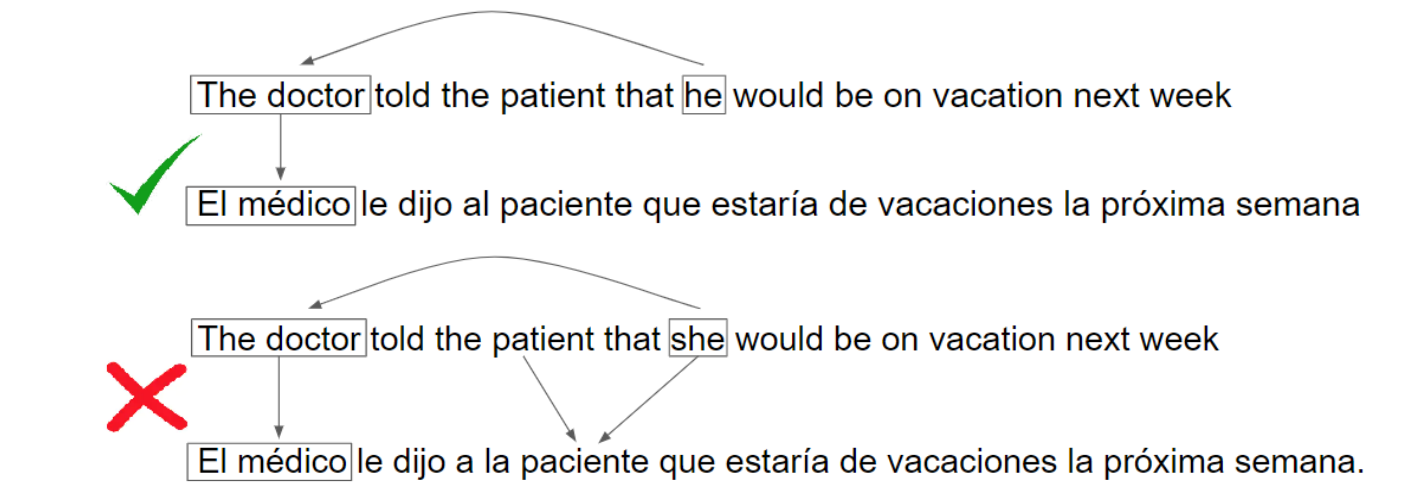 The doctor told the patient that he would be on vacation next week
El médico le dijo al paciente que estaría de vacaciones la próxima semana
The doctor told the patient that she would be on vacation next week
El médico le dijo a la paciente que estaría de vacaciones la próxima semana.